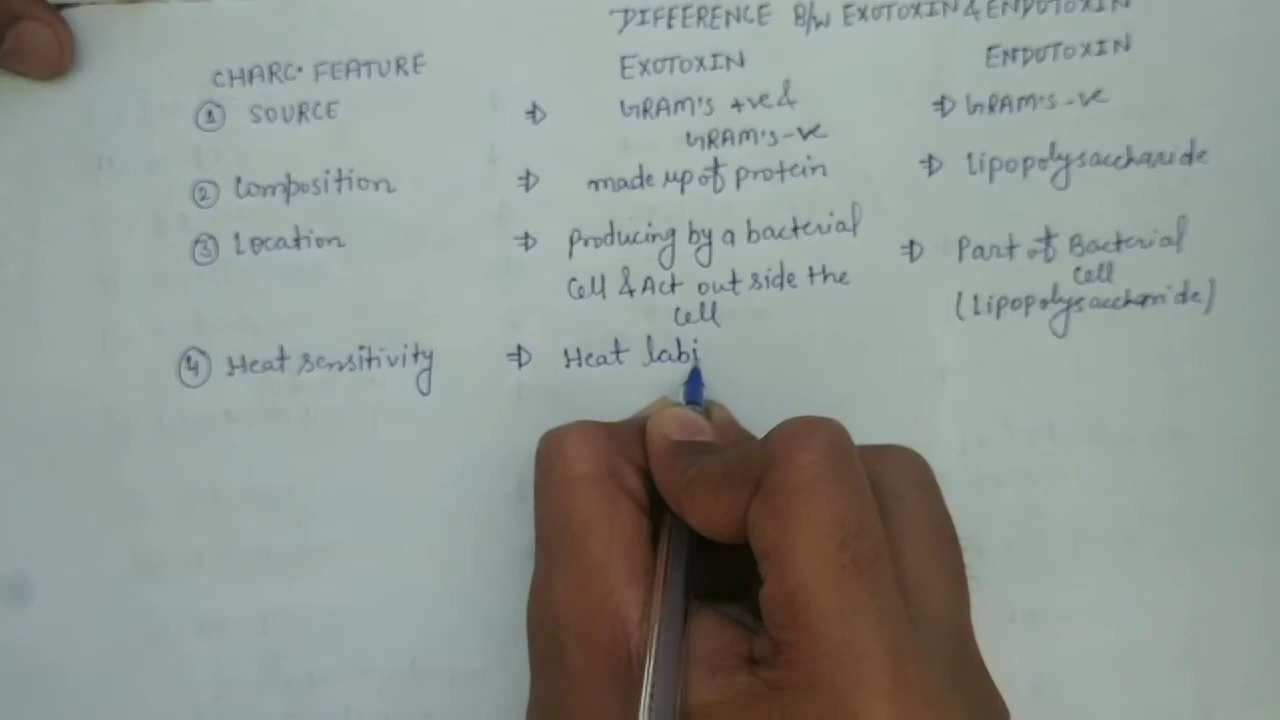 DIFFERENCE B/W EXOTOXIN & ENDOTOXIN
CHARC. FEATURE EXOTOXIN ENDOTOXIN
① SOURCE ⇒ GRAM'S +ve & ⇒ GRAM'S -ve
GRAM'S -ve
② Composition ⇒ made up of protein ⇒ Lipopolysaccharide
③ Location ⇒ Producing by a bacterial ⇒ Part of Bacterial
Cell & Act out side the Cell
Cell (Lipopolysaccharide)
④ Heat sensitivity ⇒ Heat labi